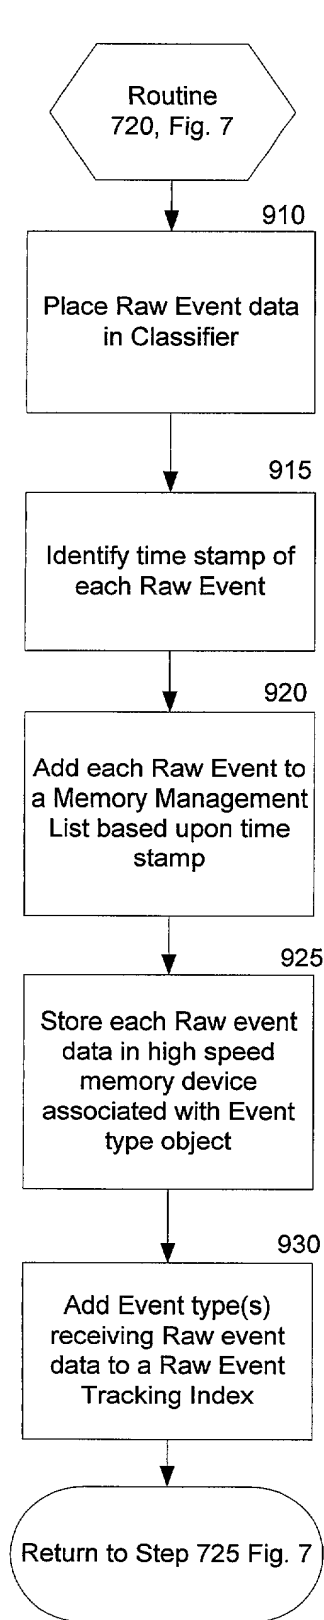 Routine
720, Fig. 7
910
Place Raw Event data
in Classifier
915
Identify time stamp of
each Raw Event
920
Add each Raw Event to
a Memory Management
List based upon time
stamp
925
Store each Raw event
data in high speed
memory device
associated with Event
type object
930
Add Event type(s)
receiving Raw event
data to a Raw Event
Tracking Index
Return to Step 725 Fig. 7